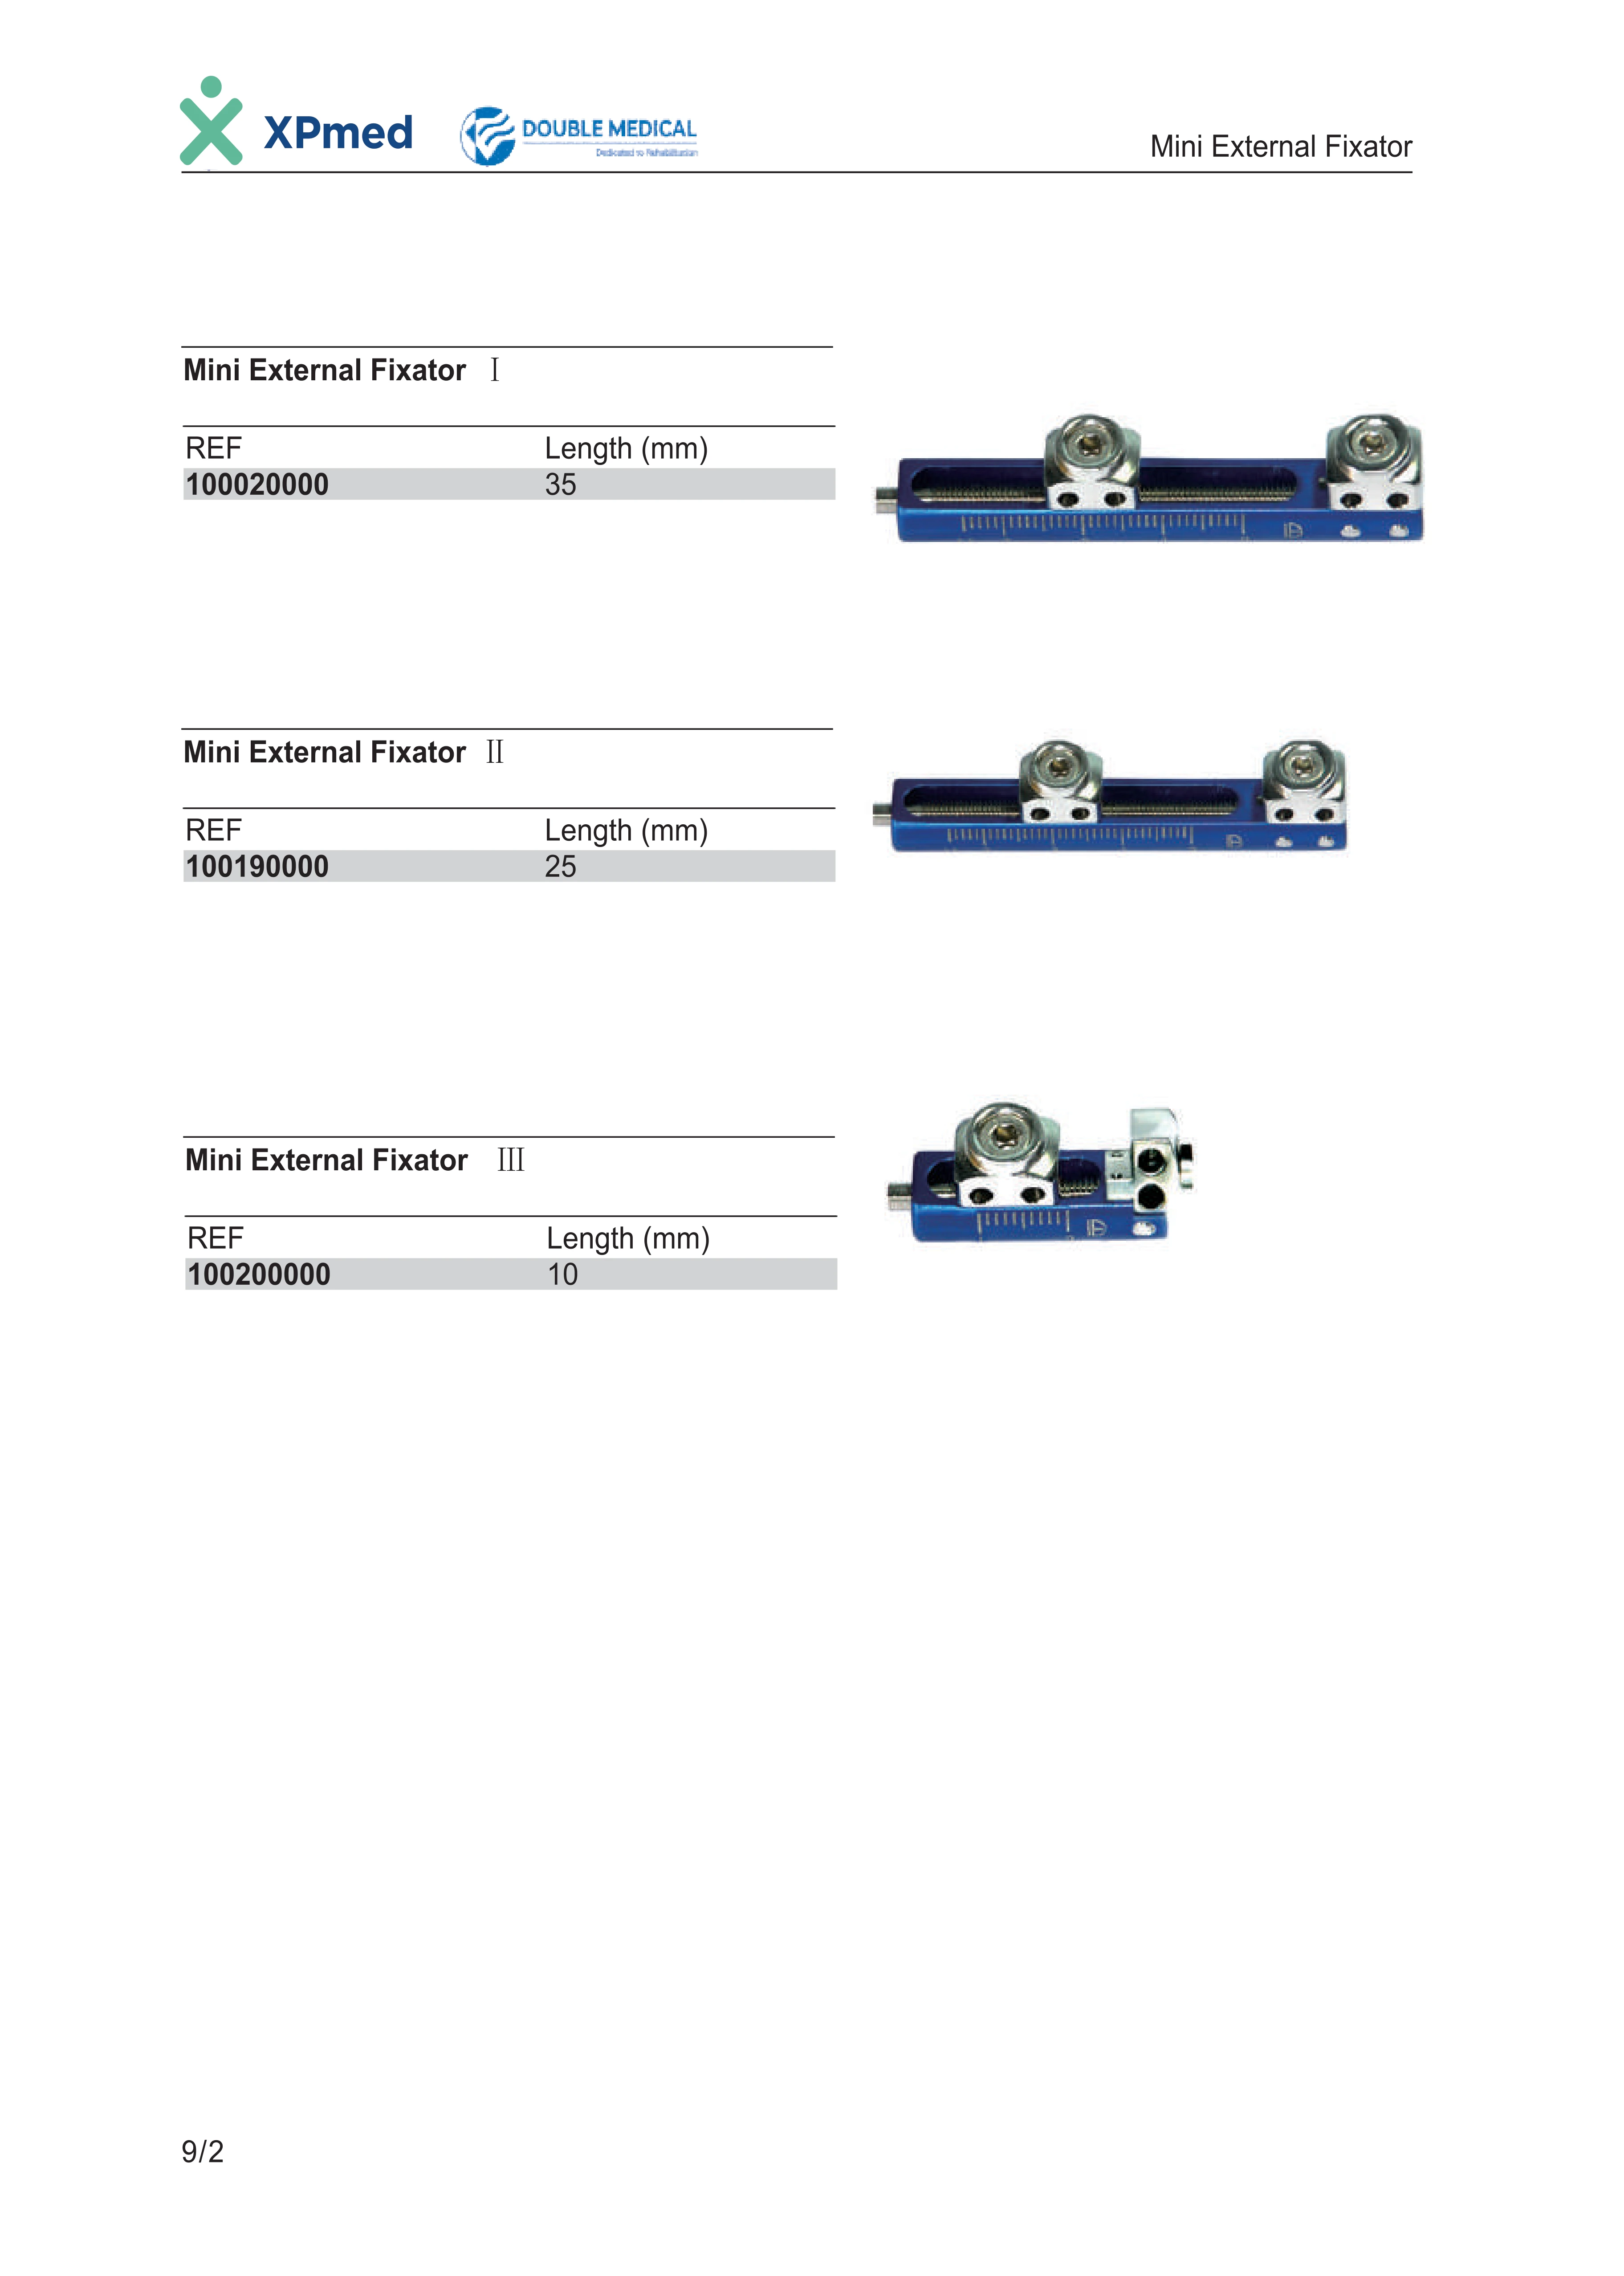 XPmed
DOUBLE MEDICAL
Dedicated to Rehabilitation
Mini External Fixator
Mini External Fixator Ⅰ
REF Length (mm)
100020000 35
Mini External Fixator Ⅱ
REF Length (mm)
100190000 25
Mini External Fixator Ⅲ
REF Length (mm)
100200000 10
9/2